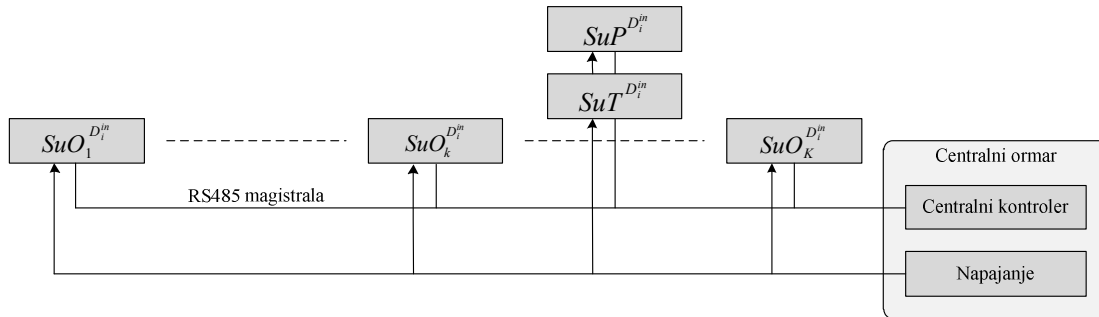 SuP^{D_i^{in}}
SuT^{D_i^{in}}
SuO_1^{D_i^{in}}
SuO_k^{D_i^{in}}
SuO_K^{D_i^{in}}
Centralni ormar
RS485 magistrala
Centralni kontroler
Napajanje